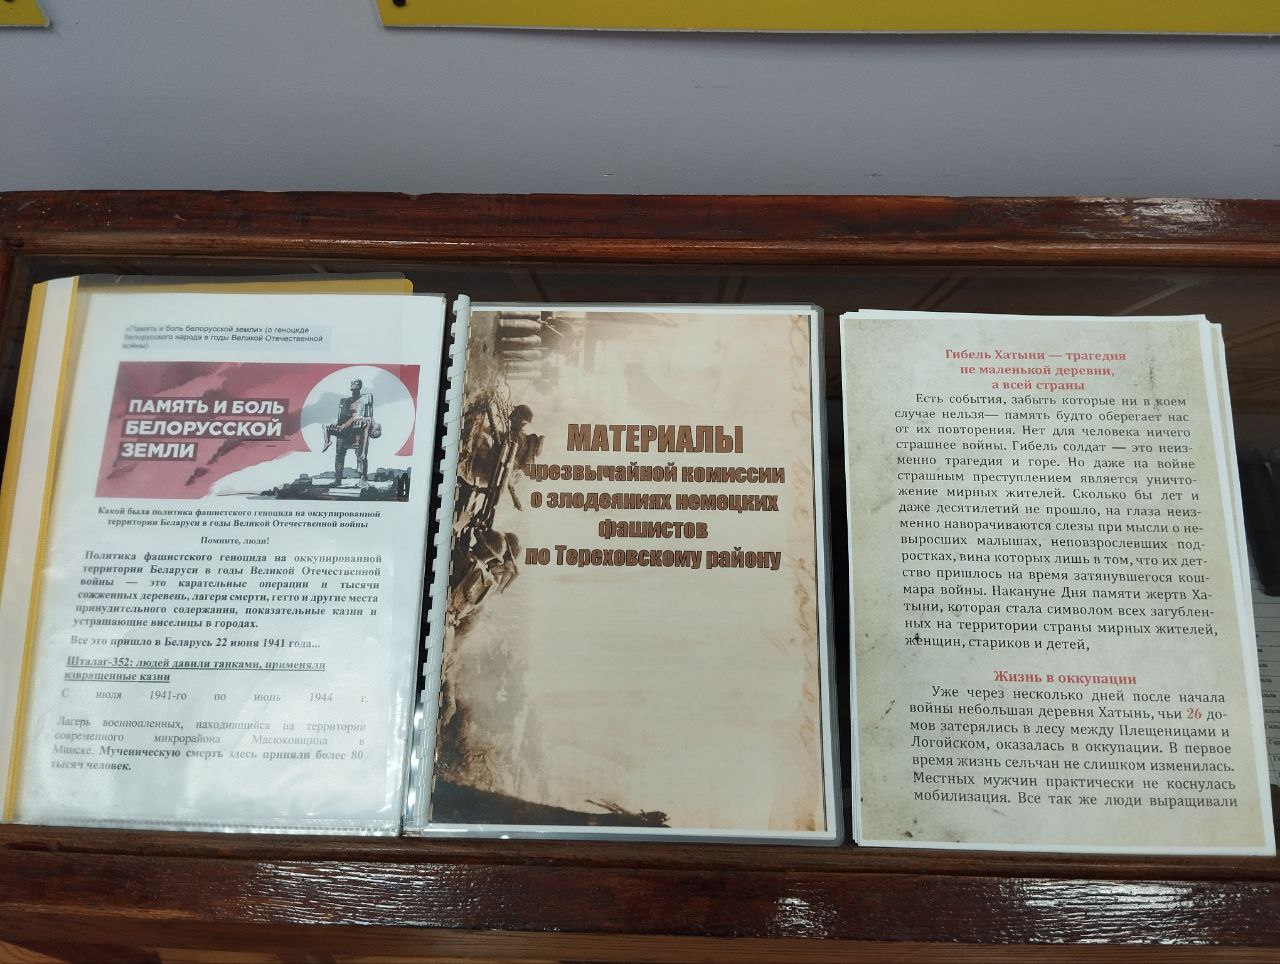 «Память и боль белорусской земли» (о геноциде
белорусского народа в годы Великой Отечественной
войны)
ПАМЯТЬ И БОЛЬ
БЕЛОРУССКОЙ
ЗЕМЛИ
Какой была политика фашистского геноцида на оккупированной
территории Беларуси в годы Великой Отечественной войны
Помните, люди!
Политика фашистского геноцида на оккупированной
территории Беларуси в годы Великой Отечественной
войны — это карательные операции и тысячи
сожженных деревень, лагеря смерти, гетто и другие места
принудительного содержания, показательные казни и
устрашающие виселицы в городах.
Все это пришло в Беларусь 22 июня 1941 года...
Шталаг-352: людей давили танками, применяли
извращенные казни
С июля 1941-го по июнь 1944 г.
Лагерь военнопленных, находившийся на территории
современного микрорайона Масюковщина в
Минске. Мученическую смерть здесь приняли более 80
тысяч человек.
МАТЕРИАЛЫ
чрезвычайной комиссии
о злодеяниях немецких
фашистов
по Тереховскому району
Гибель Хатыни — трагедия
не маленькой деревни,
а всей страны
Есть события, забыть которые ни в коем
случае нельзя— память будто оберегает нас
от их повторения. Нет для человека ничего
страшнее войны. Гибель солдат — это неиз-
менно трагедия и горе. Но даже на войне
страшным преступлением является уничто-
жение мирных жителей. Сколько бы лет и
даже десятилетий не прошло, на глаза неиз-
менно наворачиваются слезы при мысли о не-
выросших малышах, неповзрослевших под-
ростках, вина которых лишь в том, что их дет-
ство пришлось на время затянувшегося кош-
мара войны. Накануне Дня памяти жертв Ха-
тыни, которая стала символом всех загублен-
ных на территории страны мирных жителей,
женщин, стариков и детей,
Жизнь в оккупации
Уже через несколько дней после начала
войны небольшая деревня Хатынь, чьи 26 до-
мов затерялись в лесу между Плещеницами и
Логойском, оказалась в оккупации. В первое
время жизнь сельчан не слишком изменилась.
Местных мужчин практически не коснулась
мобилизация. Все так же люди выращивали